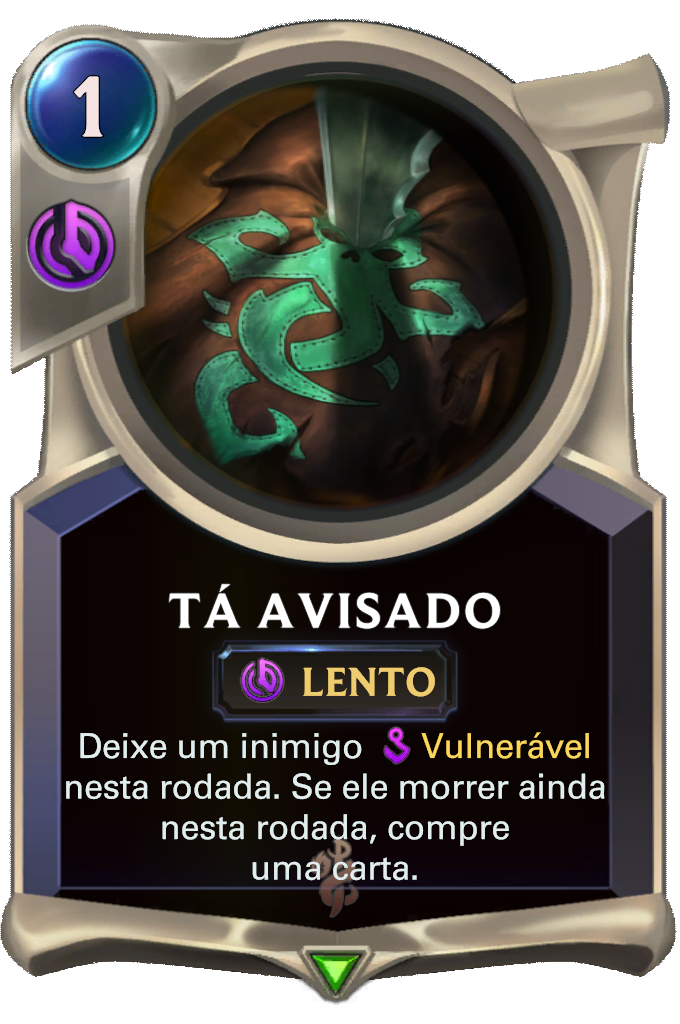 1
TÁ AVISADO
LENTO
Deixe um inimigo Vulnerável
nesta rodada. Se ele morrer ainda
nesta rodada, compre
uma carta.